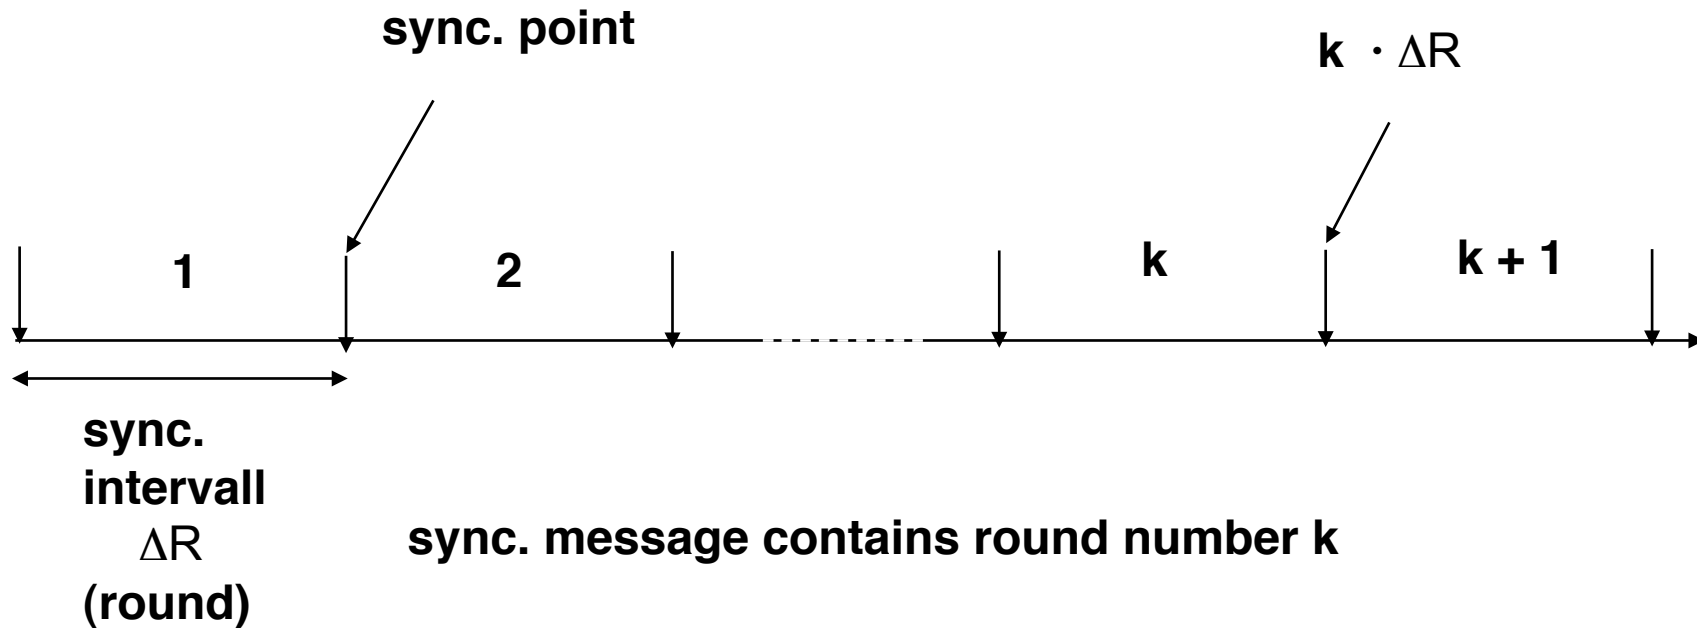 sync. point
k · ΔR
1
2
k
k + 1
sync.
intervall
ΔR
(round)
sync. message contains round number k